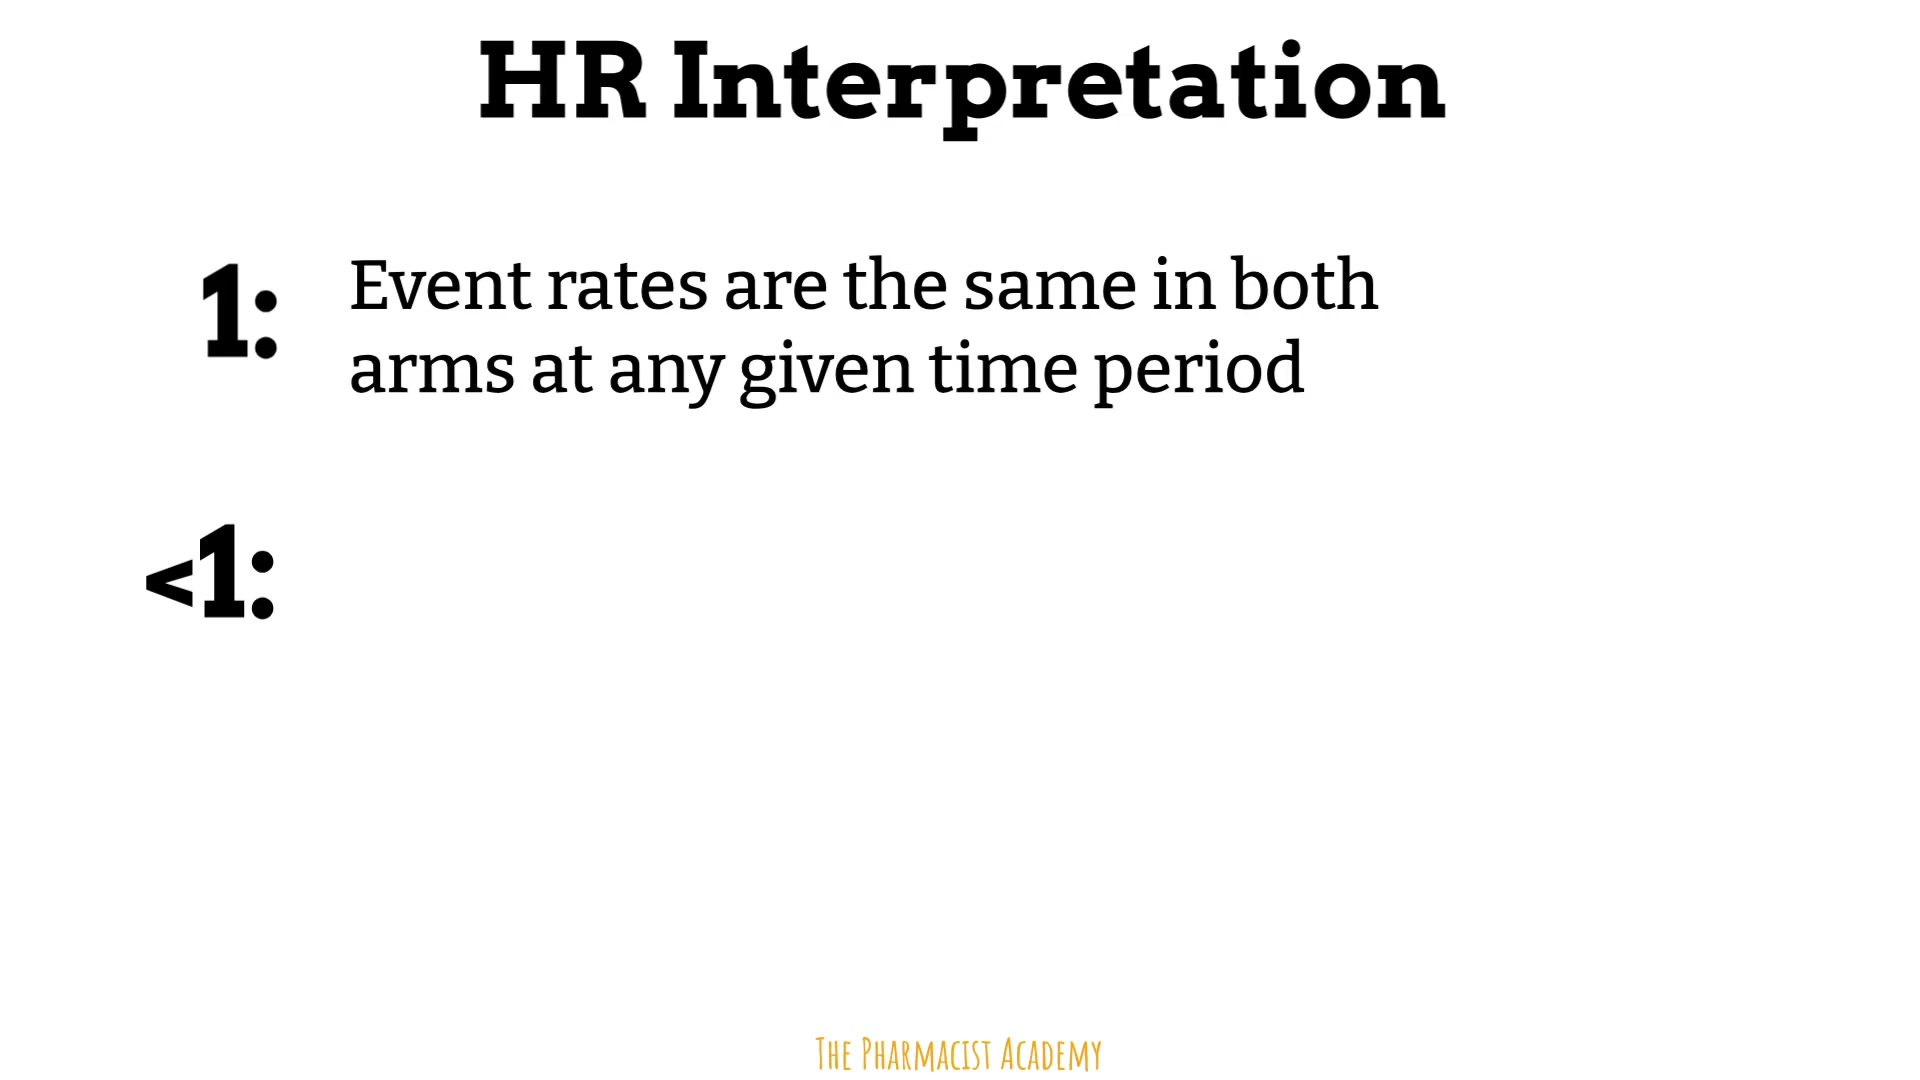 HR Interpretation
1: Event rates are the same in both
arms at any given time period
<1:
The Pharmacist Academy